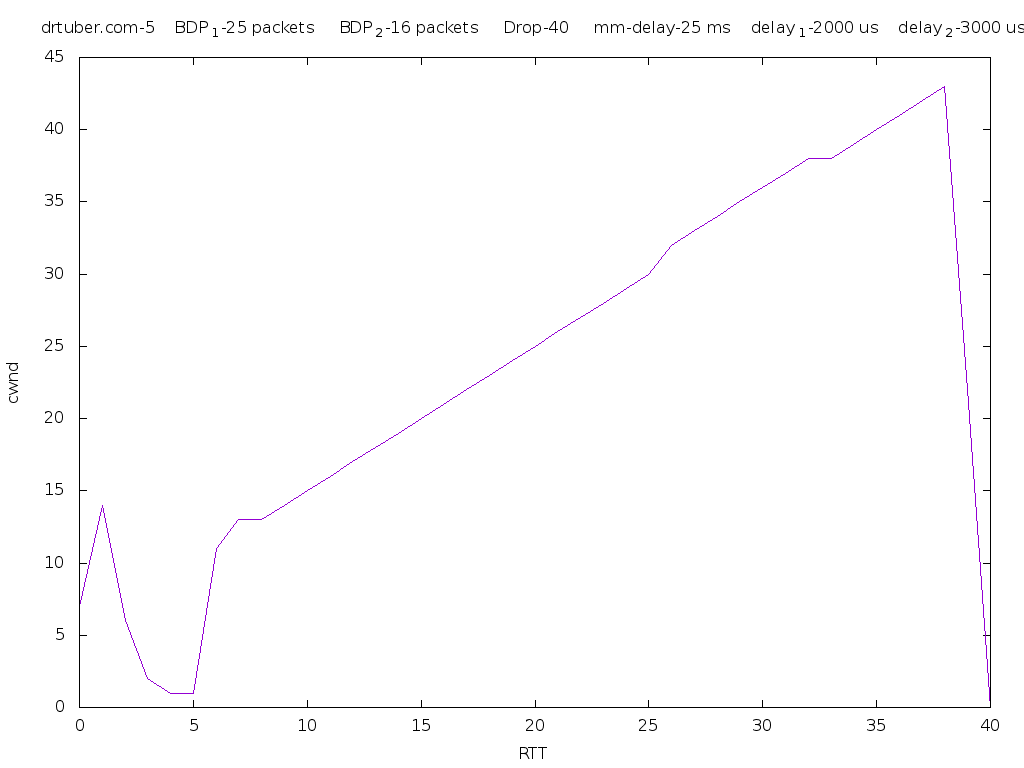 drtuber.com-5 BDP1-25 packets BDP2-16 packets Drop-40 mm-delay-25 ms delay1-2000 us delay2-3000 us
45
40
35
30
25
20
15
10
5
0
cwnd
0 5 10 15 20 25 30 35 40
RTT